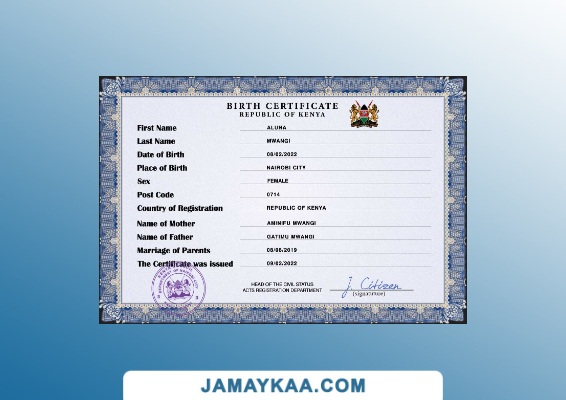 BIRTH CERTIFICATE
REPUBLIC OF KENYA
First Name ALUNA
Last Name MWANGI
Date of Birth 08/02/2022
Place of Birth NAIROBI CITY
Sex FEMALE
Post Code 0714
Country of Registration REPUBLIC OF KENYA
Name of Mother AMINIFU MWANGI
Name of Father GATIMU MWANGI
Marriage of Parents 08/08/2019
The Certificate was issued 09/02/2022
HEAD OF THE CIVIL STATUS
ACTS REGISTRATION DEPARTMENT
J. Citizen
(signature)
JAMAYKAA.COM